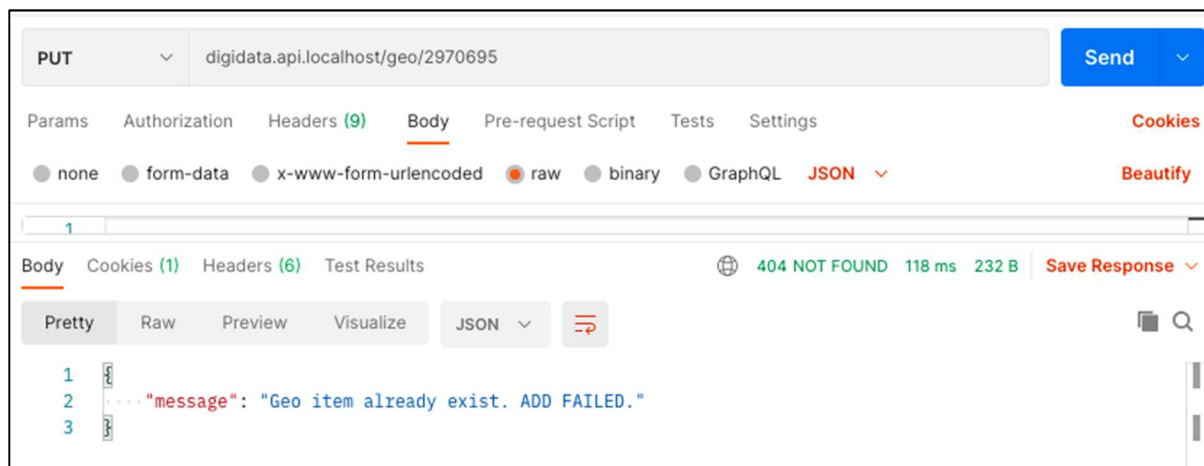 PUT digidata.api.localhost/geo/2970695 Send
Params Authorization Headers (9) Body Pre-request Script Tests Settings Cookies
none form-data x-www-form-urlencoded raw binary GraphQL JSON Beautify
1
Body Cookies (1) Headers (6) Test Results 404 NOT FOUND 118 ms 232 B Save Response
Pretty Raw Preview Visualize JSON
1 {
2 "message": "Geo item already exist. ADD FAILED."
3 }